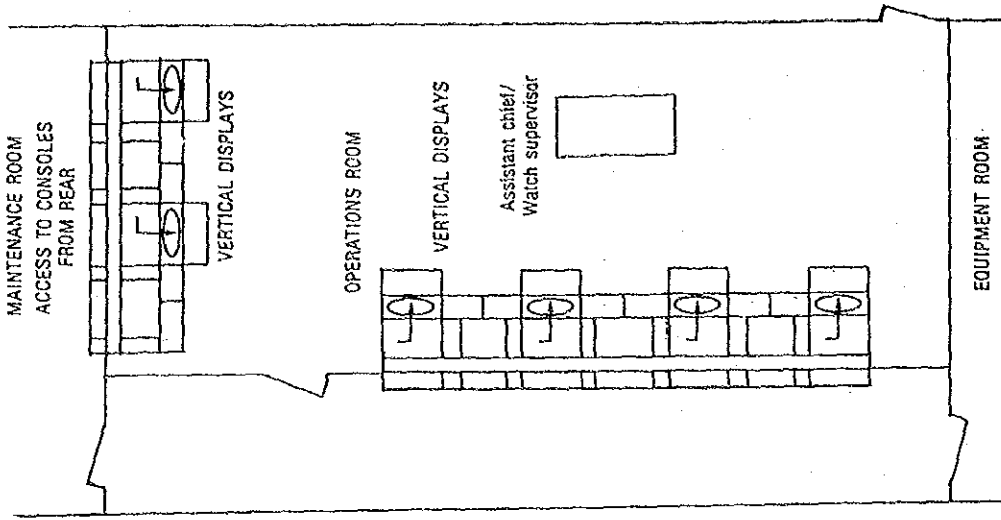 MAINTENANCE ROOM
ACCESS TO CONSOLES
FROM REAR
VERTICAL DISPLAYS
OPERATIONS ROOM
VERTICAL DISPLAYS
Assistant chief/
Watch supervisor
EQUIPMENT ROOM